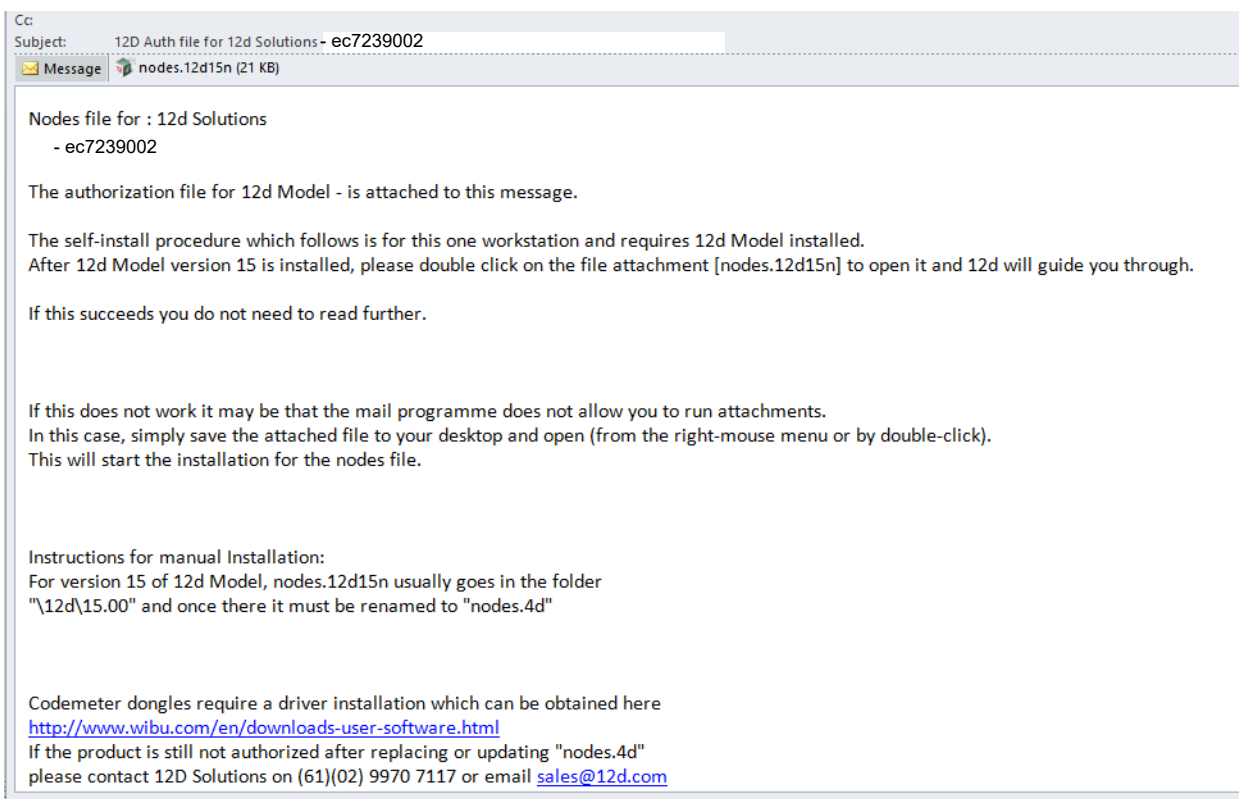 Cc:
Subject: 12D Auth file for 12d Solutions - ec7239002
Message nodes.12d15n (21 KB)
Nodes file for : 12d Solutions
- ec7239002
The authorization file for 12d Model - is attached to this message.
The self-install procedure which follows is for this one workstation and requires 12d Model installed.
After 12d Model version 15 is installed, please double click on the file attachment [nodes.12d15n] to open it and 12d will guide you through.
If this succeeds you do not need to read further.
If this does not work it may be that the mail programme does not allow you to run attachments.
In this case, simply save the attached file to your desktop and open (from the right-mouse menu or by double-click).
This will start the installation for the nodes file.
Instructions for manual Installation:
For version 15 of 12d Model, nodes.12d15n usually goes in the folder
"\12d\15.00" and once there it must be renamed to "nodes.4d"
Codemeter dongles require a driver installation which can be obtained here
http://www.wibu.com/en/downloads-user-software.html
If the product is still not authorized after replacing or updating "nodes.4d"
please contact 12D Solutions on (61)(02) 9970 7117 or email sales@12d.com